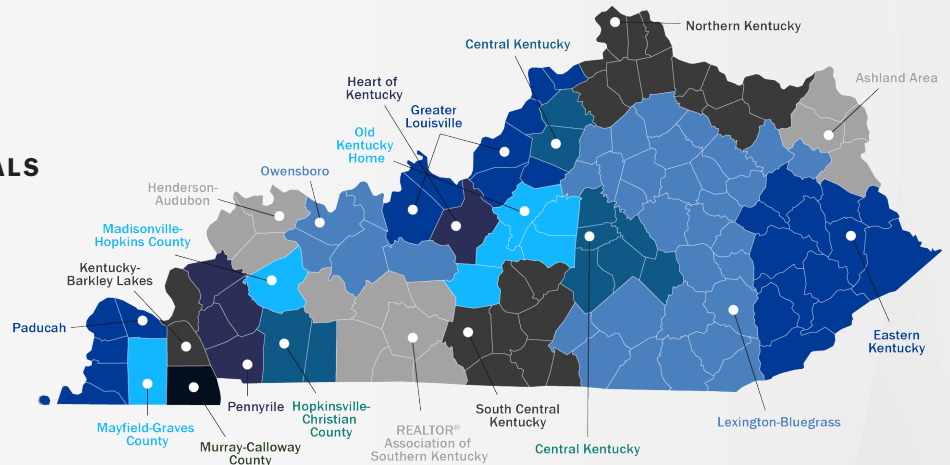 Northern Kentucky
Central Kentucky
Ashland Area
Heart of
Kentucky
Greater
Louisville
Old
Kentucky
Home
ALS
Owensboro
Henderson-
Audubon
Madisonville-
Hopkins County
Kentucky-
Barkley Lakes
Paducah
Eastern
Kentucky
Pennyrile
Hopkinsville-
Christian
County
South Central
Kentucky
Lexington-Bluegrass
Mayfield-Graves
County
REALTOR®
Association of
Southern Kentucky
Central Kentucky
Murray-Calloway
County